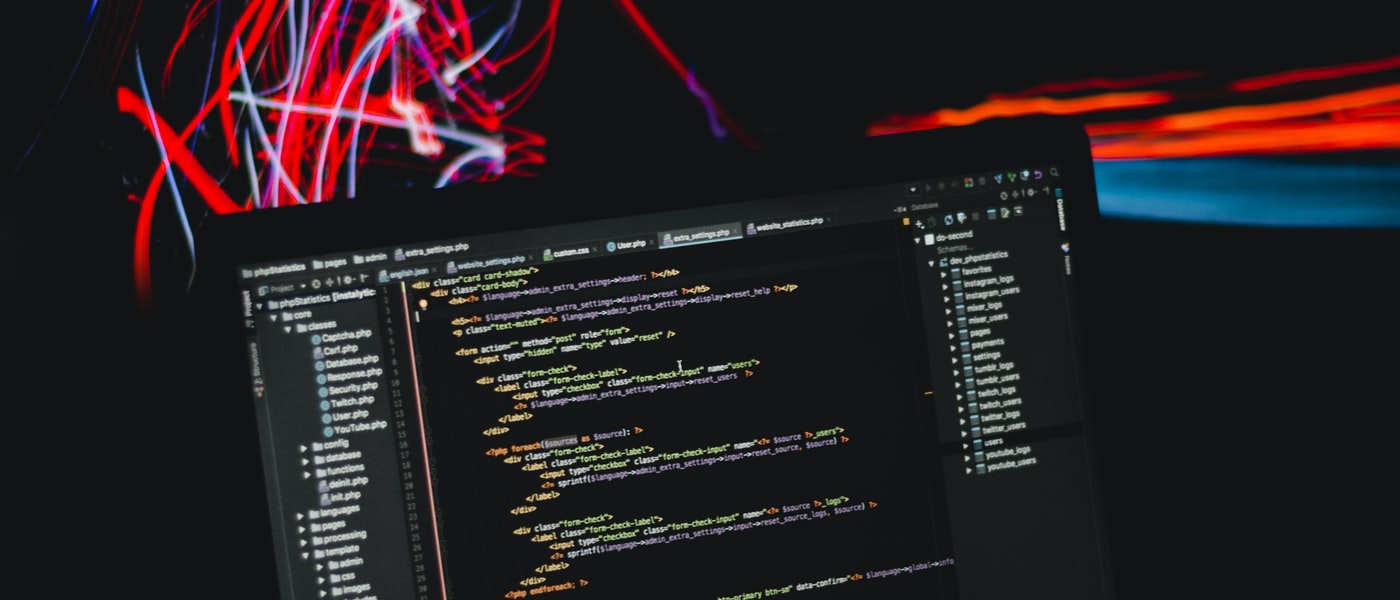 phpStatistics pages admin extra_settings.php
Project
phpStatistics [instalytic
core
classes
Captcha.php
Csrf.php
Database.php
Response.php
Security.php
Twitch.php
User.php
YouTube.php
config
database
functions
deinit.php
init.php
languages
pages
processing
template
admin
css
images
Project
Structure
english.json website_settings.php custom.css User.php extra_settings.php website_statistics.php
<div class="card card-shadow">
<div class="card-body">
<h4><?= $language->admin_extra_settings->header; ?></h4>
<h5><?= $language->admin_extra_settings->display->reset ?></h5>
<p class="text-muted"><?= $language->admin_extra_settings->display->reset_help ?></p>
<form action="" method="post" role="form">
<input type="hidden" name="type" value="reset" />
<div class="form-check">
<label class="form-check-label">
<input type="checkbox" class="form-check-input" name="users">
<?= $language->admin_extra_settings->input->reset_users ?>
</label>
</div>
<?php foreach($sources as $source): ?>
<div class="form-check">
<label class="form-check-label">
<input type="checkbox" class="form-check-input" name="<?= $source ?>_users">
<?= sprintf($language->admin_extra_settings->input->reset_source, $source) ?>
</label>
</div>
<div class="form-check">
<label class="form-check-label">
<input type="checkbox" class="form-check-input" name="<?= $source ?>_logs">
<?= sprintf($language->admin_extra_settings->input->reset_source_logs, $source) ?>
</label>
</div>
<?php endforeach; ?>
btn-primary btn-sm" data-confirm="<?= $language->global->info
Database
do-second
Schemas...
dev_phpstatistics
favorites
instagram_logs
instagram_users
mixer_logs
mixer_users
pages
payments
settings
tumblr_logs
tumblr_users
twitch_logs
twitch_users
twitter_logs
twitter_users
users
youtube_logs
youtube_users
Database